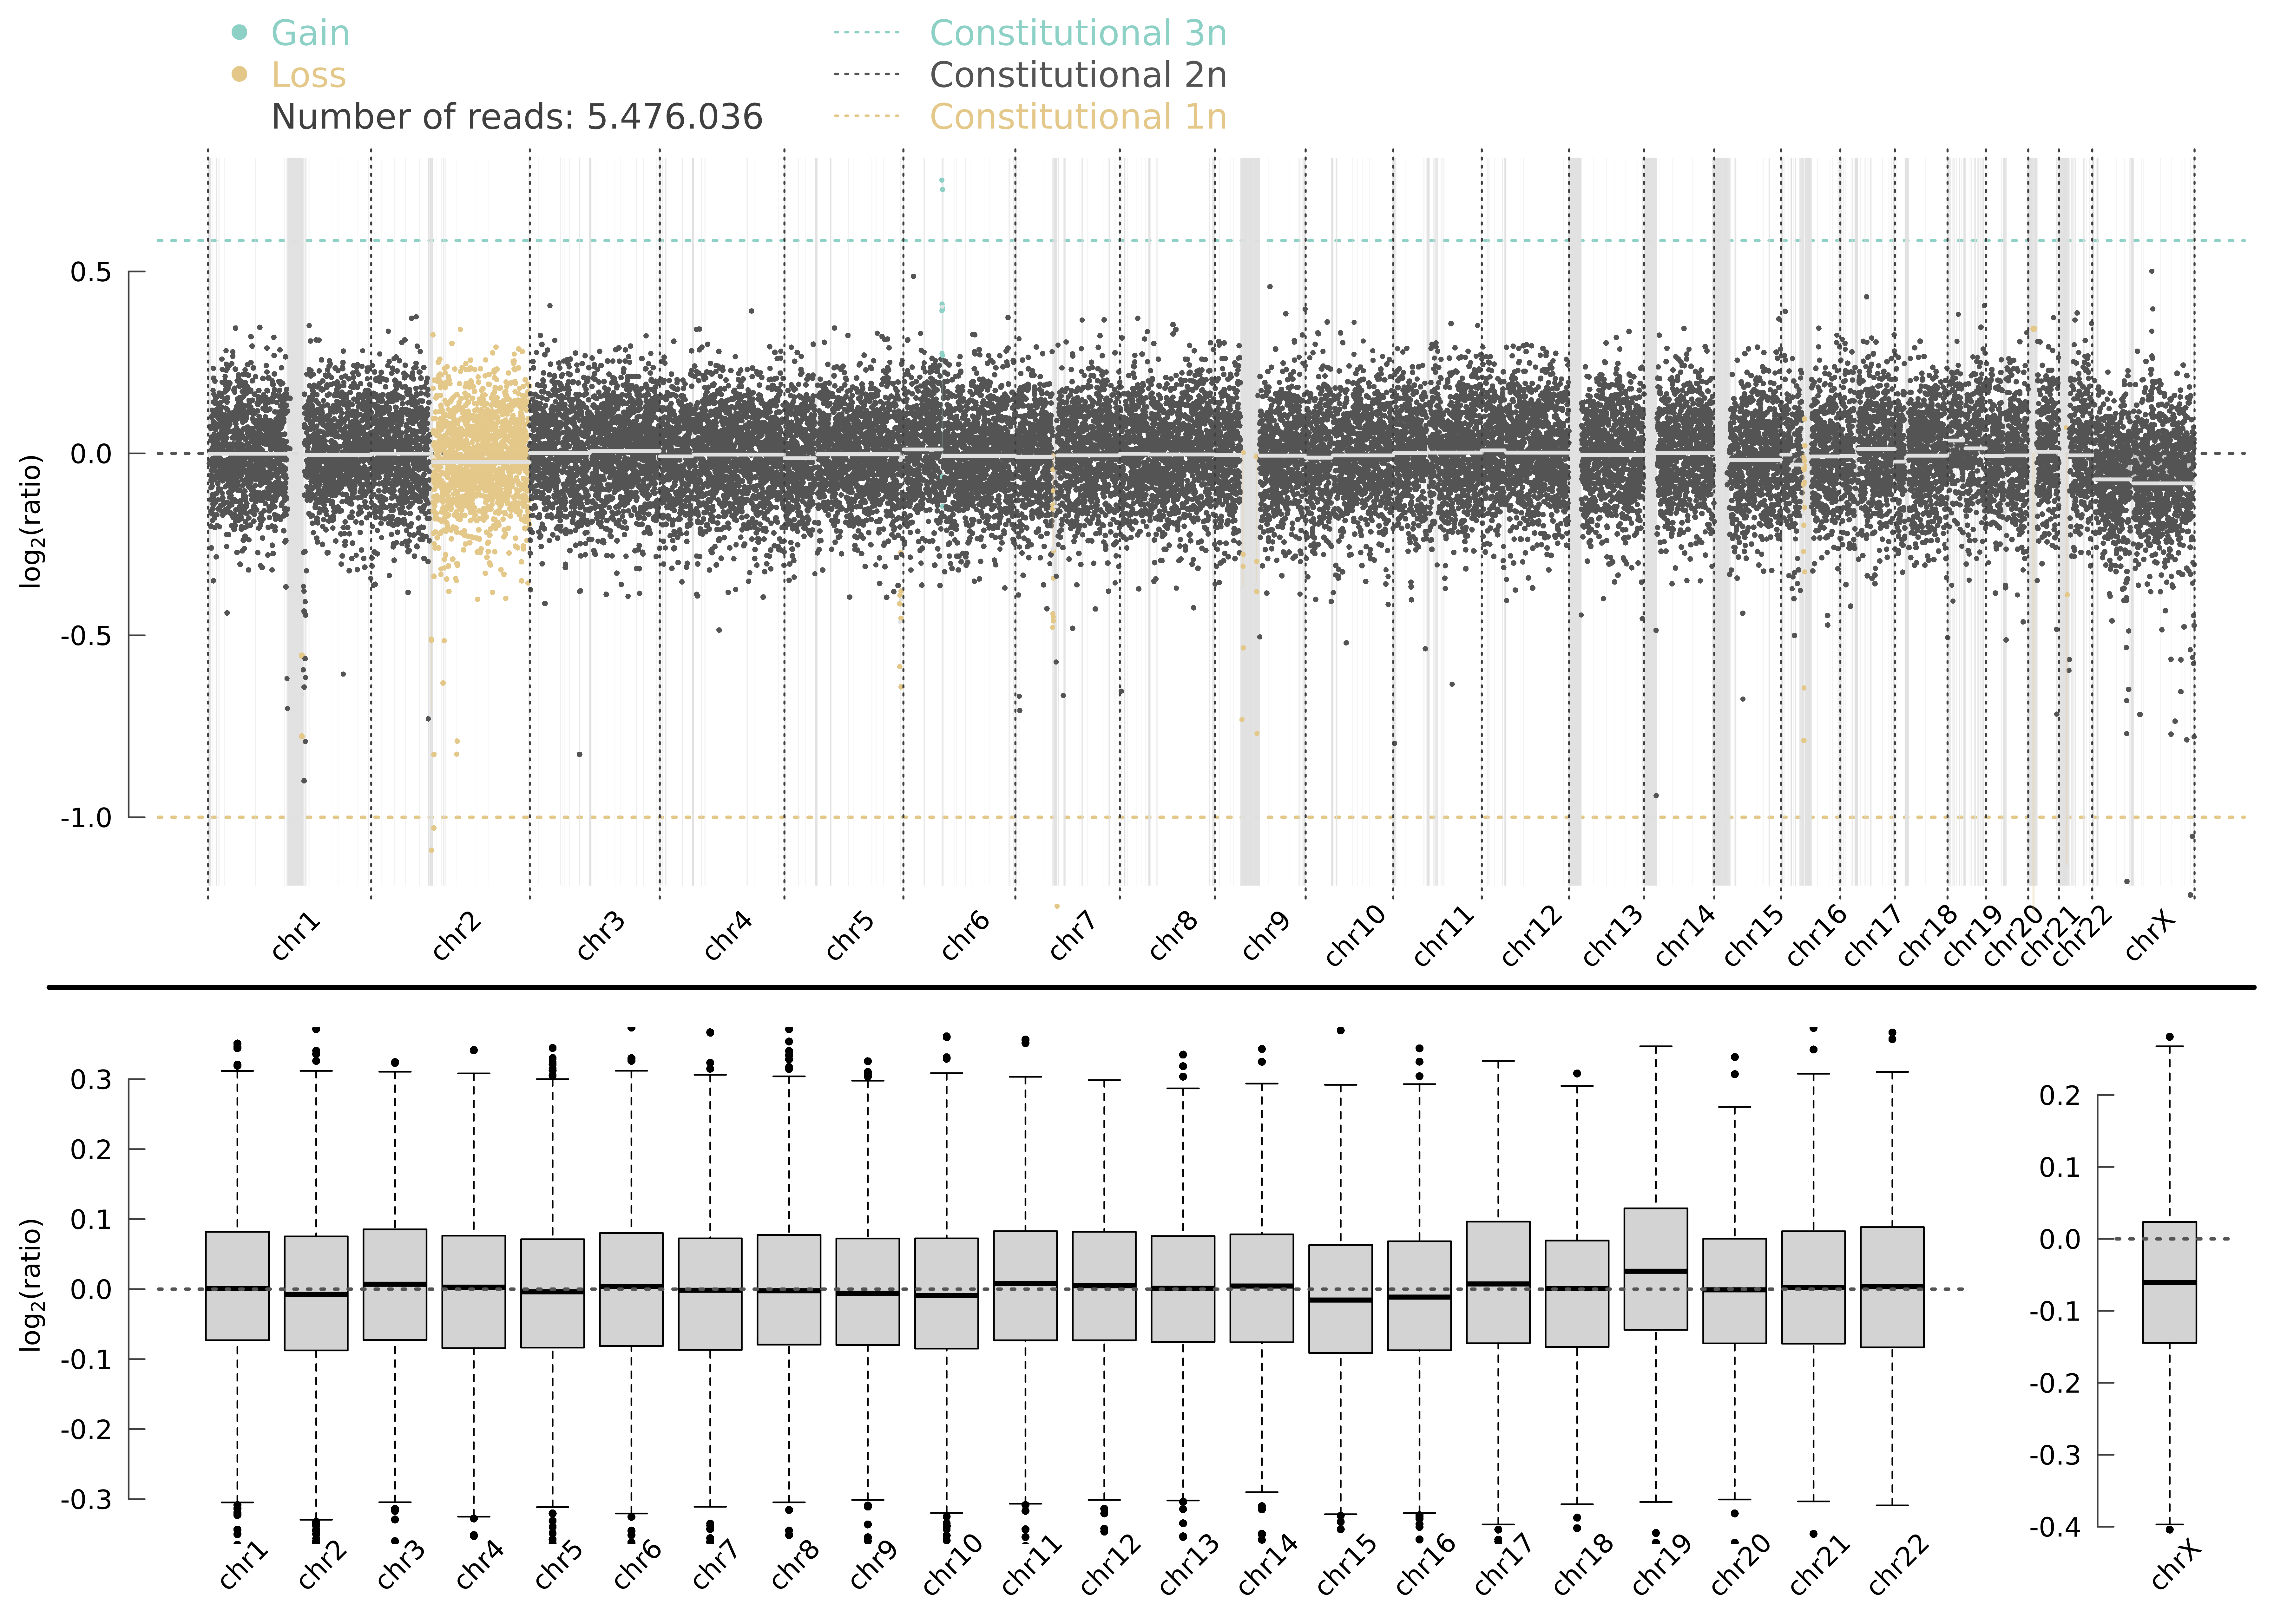 Gain
Loss
Number of reads: 5.476.036
Constitutional 3n
Constitutional 2n
Constitutional 1n
log2(ratio)
0.5
0.0
-0.5
-1.0
chr1 chr2 chr3 chr4 chr5 chr6 chr7 chr8 chr9 chr10 chr11 chr12 chr13 chr14 chr15 chr16 chr17 chr18 chr19 chr20 chr21 chr22 chrX
log2(ratio)
0.3
0.2
0.1
0.0
-0.1
-0.2
-0.3
chr1 chr2 chr3 chr4 chr5 chr6 chr7 chr8 chr9 chr10 chr11 chr12 chr13 chr14 chr15 chr16 chr17 chr18 chr19 chr20 chr21 chr22
0.2
0.1
0.0
-0.1
-0.2
-0.3
-0.4
chrX